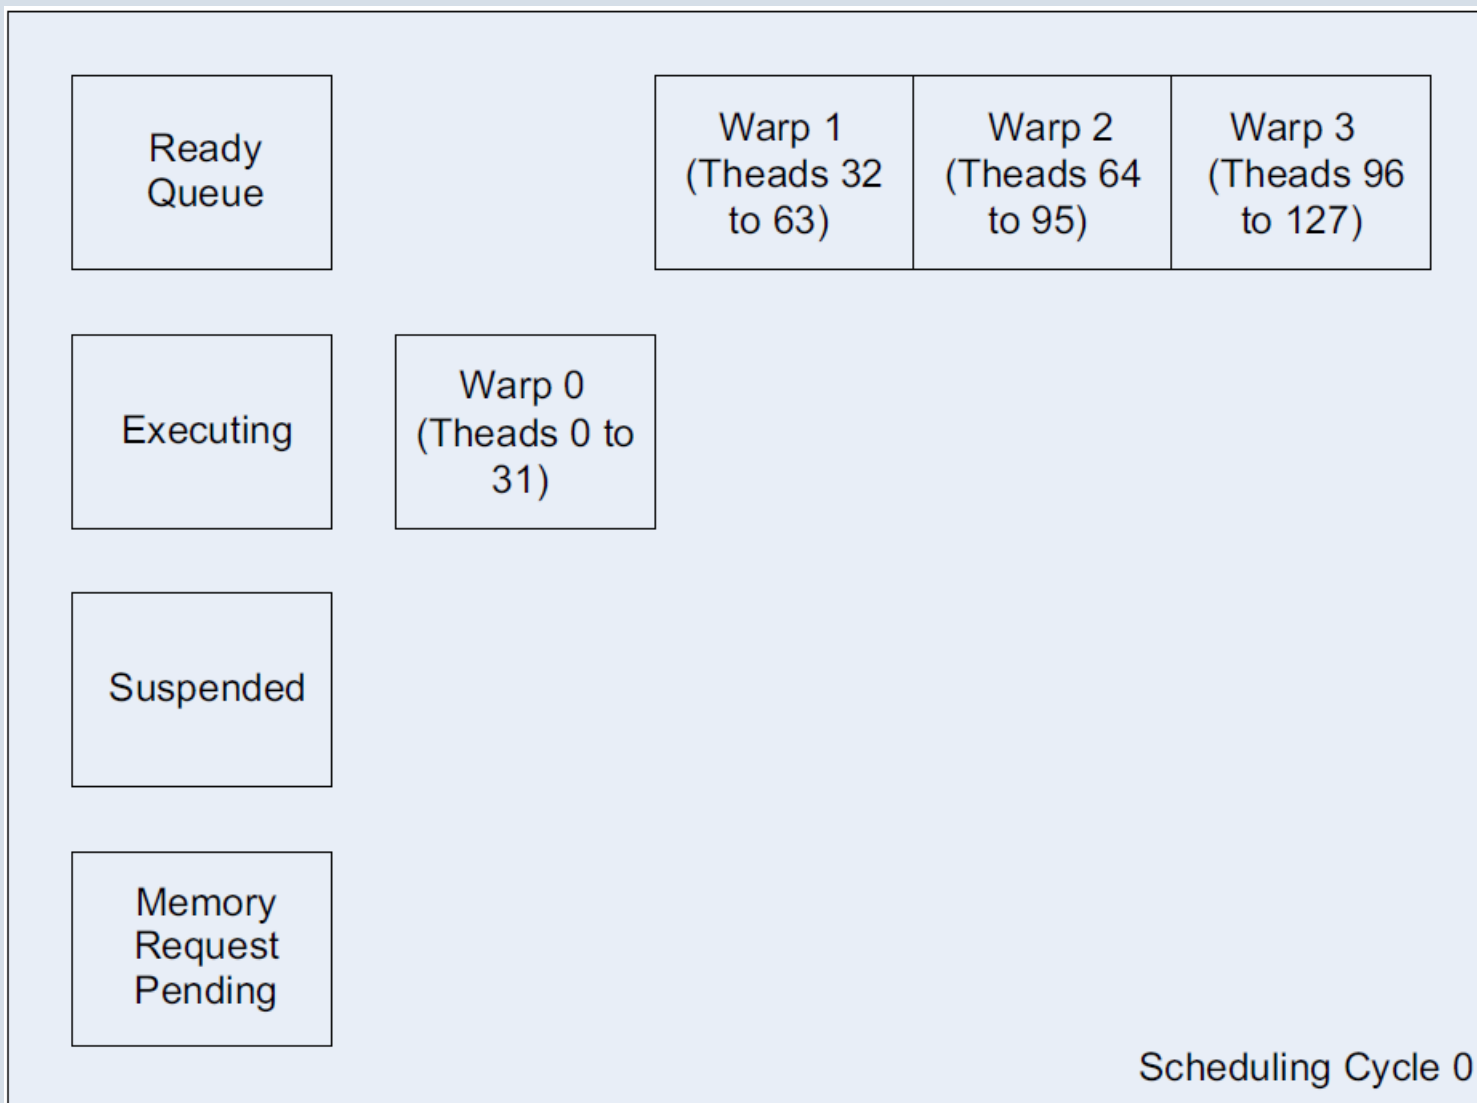 Ready
Queue
Warp 1
(Theads 32
to 63)
Warp 2
(Theads 64
to 95)
Warp 3
(Theads 96
to 127)
Executing
Warp 0
(Theads 0 to
31)
Suspended
Memory
Request
Pending
Scheduling Cycle 0